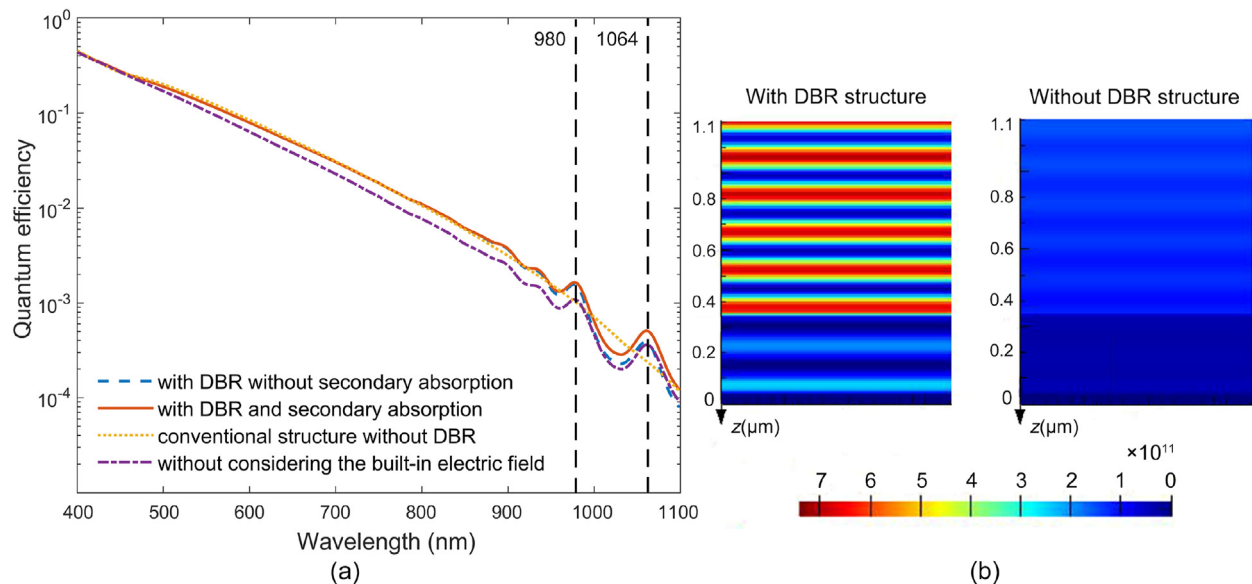 10⁰
10⁻¹
10⁻²
10⁻³
10⁻⁴
Quantum efficiency
980
1064
with DBR without secondary absorption
with DBR and secondary absorption
conventional structure without DBR
without considering the built-in electric field
400 500 600 700 800 900 1000 1100
Wavelength (nm)
(a)
With DBR structure
1.1
0.8
0.6
0.4
0.2
0
z(μm)
Without DBR structure
1.1
0.8
0.6
0.4
0.2
0
z(μm)
×10¹¹
7 6 5 4 3 2 1 0
(b)